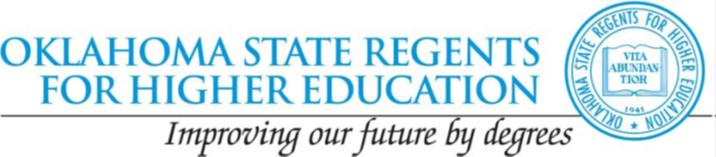 OKLAHOMA STATE REGENTS
FOR HIGHER EDUCATION
Improving our future by degrees
OKLAHOMA STATE REGENTS FOR HIGHER EDUCATION
VITA
ABUNDAN
TIOR
1941